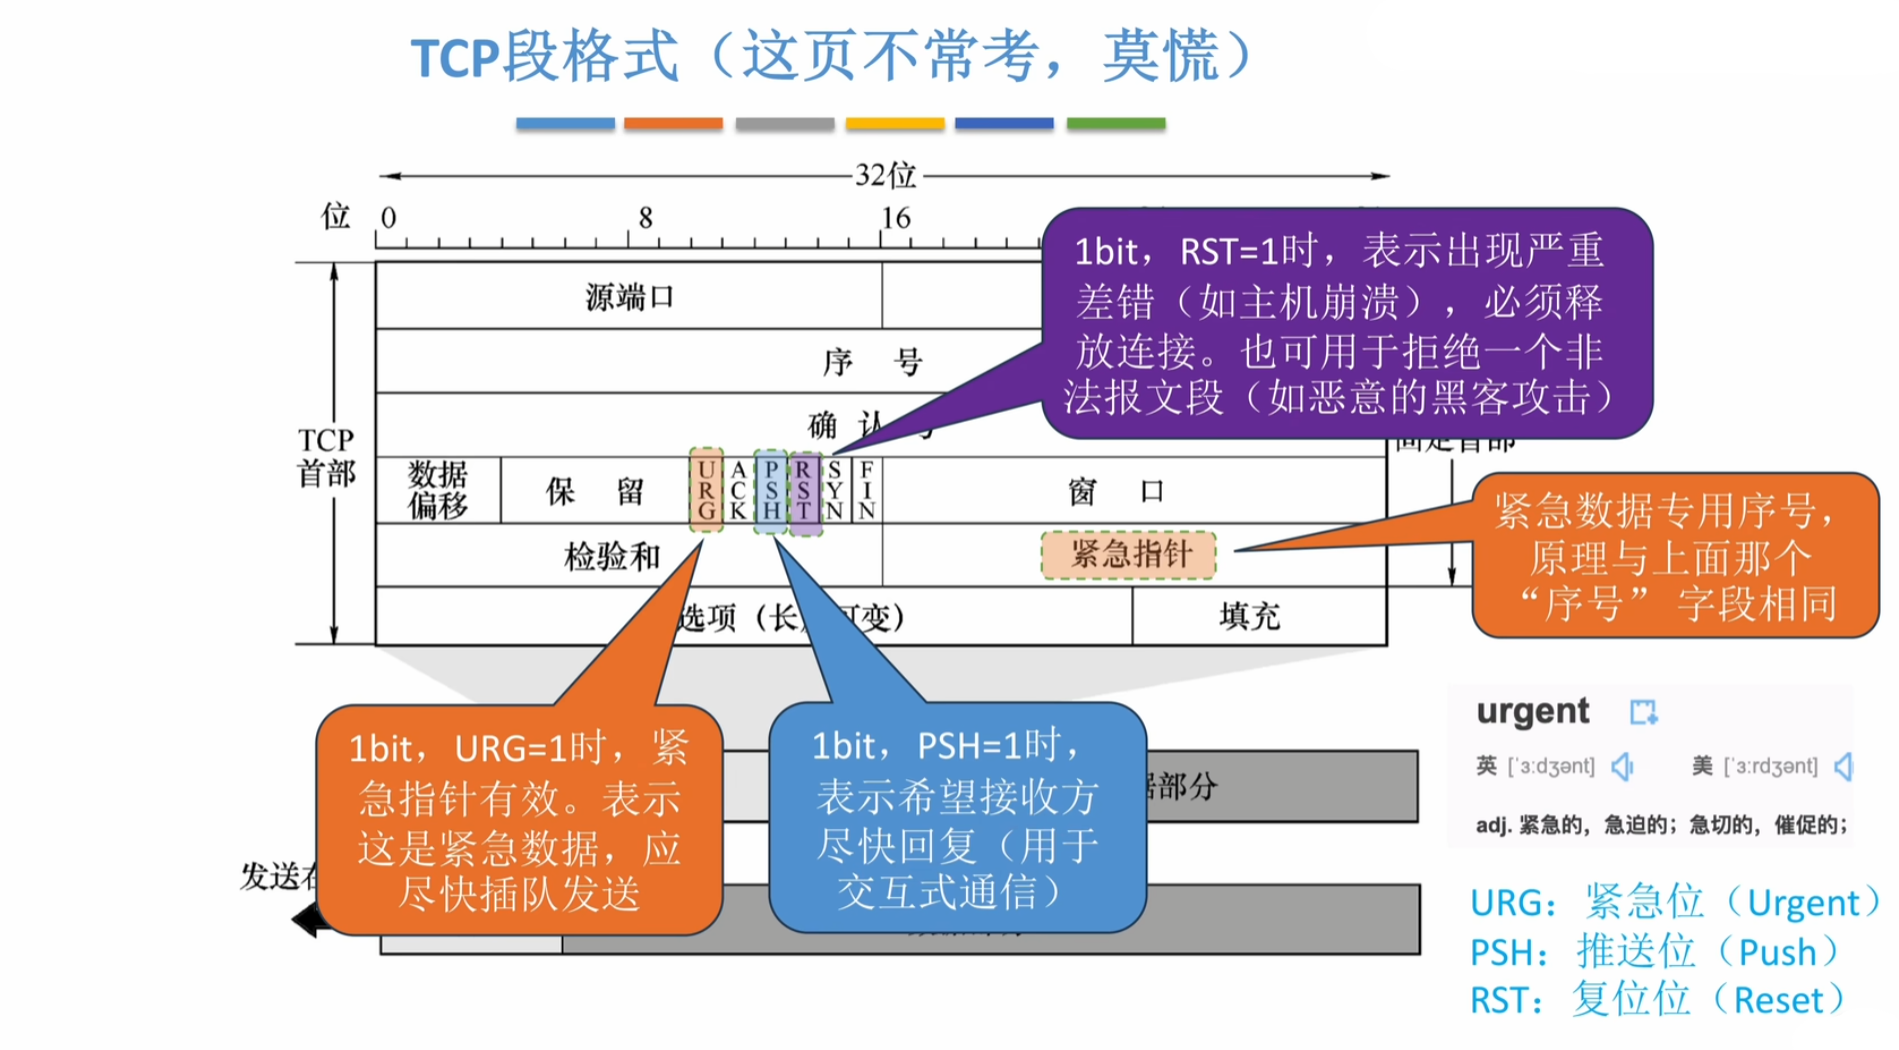 TCP段格式（这页不常考，莫慌）
32位
位 0 8 16
源端口
序 号
确 认
TCP
首部
数据
偏移
保 留
URG
ACK
PSH
RST
SYN
FIN
窗 口
固定首部
检验和
紧急指针
选项（长 可变）
填充
1bit，RST=1时，表示出现严重
差错（如主机崩溃），必须释
放连接。也可用于拒绝一个非
法报文段（如恶意的黑客攻击）
紧急数据专用序号，
原理与上面那个
“序号” 字段相同
1bit，URG=1时，紧
急指针有效。表示
这是紧急数据，应
尽快插队发送
1bit，PSH=1时，
表示希望接收方
尽快回复（用于
交互式通信）
据部分
发送在
urgent
英 [ˈɜːdʒənt] 美 [ˈɜːrdʒənt]
adj. 紧急的，急迫的；急切的，催促的；
URG：紧急位（Urgent）
PSH：推送位（Push）
RST：复位位（Reset）